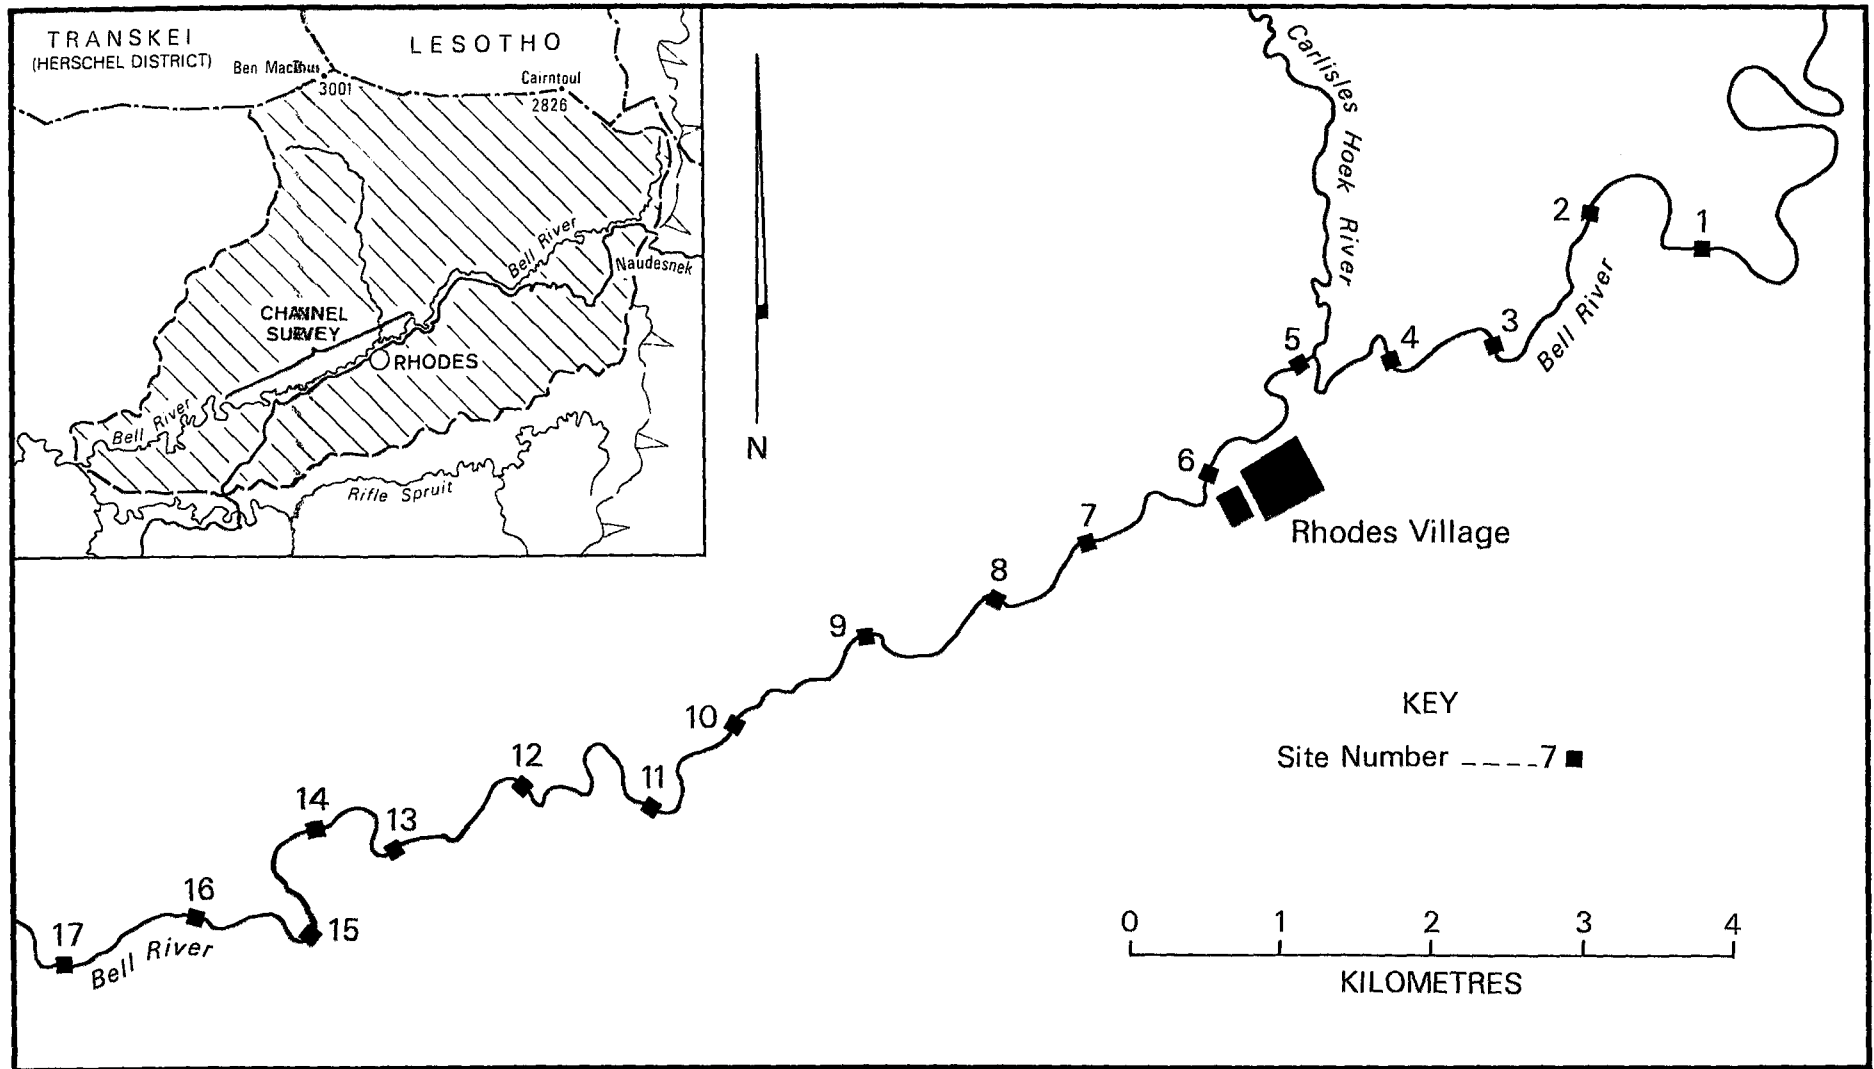 TRANSKEI
(HERSCHEL DISTRICT)
LESOTHO
3001
Cairntoul
2826
Bell River
Naudesnek
CHANNEL
SURVEY
RHODES
Bell River
Rifle Spruit
N
Carlisles Hoek River
Bell River
1
2
3
4
5
6
Rhodes Village
7
8
9
10
11
12
13
14
15
16
17
Bell River
KEY
Site Number ____7
0 1 2 3 4
KILOMETRES